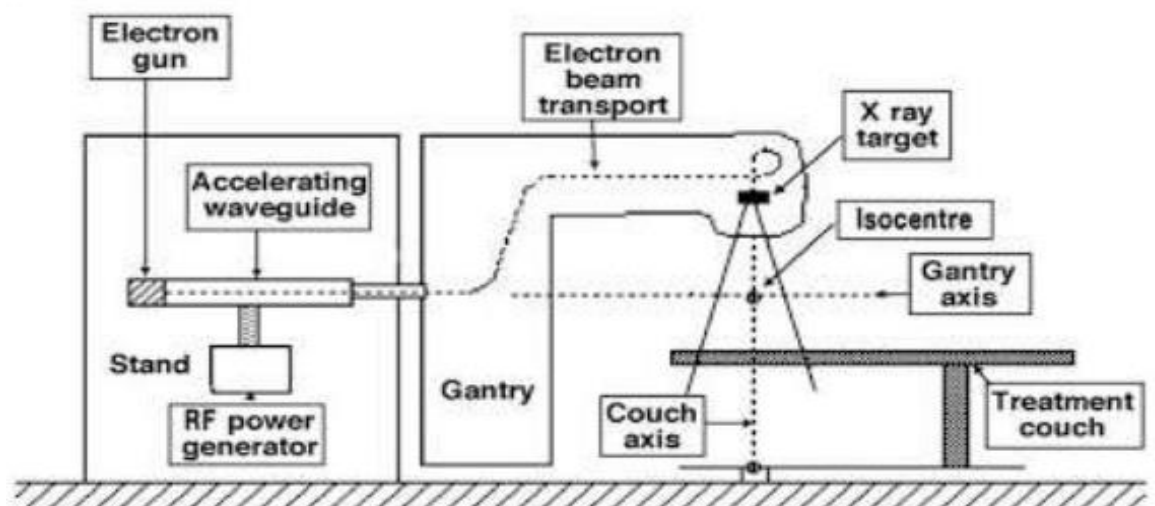 Electron
gun
Electron
beam
transport
X ray
target
Accelerating
waveguide
Isocentre
Gantry
axis
Stand
Gantry
RF power
generator
Couch
axis
Treatment
couch